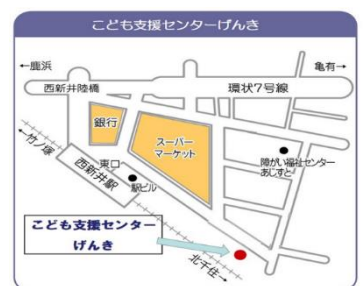 こども支援センターげんき
←鹿浜
亀有→
西新井陸橋
環状7号線
銀行
スーパー
マーケット
←竹ノ塚
東口
西新井駅
駅ビル
障がい福祉センター
あしすと
こども支援センター
げんき
北千住→